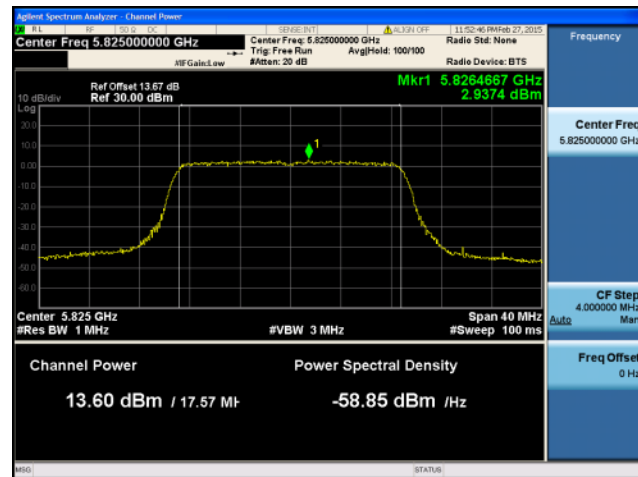 Agilent Spectrum Analyzer - Channel Power
RL RF 50 Ω DC SENSE:INT ALIGN OFF 11:52:46 PM Feb 27, 2015
Center Freq 5.825000000 GHz
Center Freq: 5.825000000 GHz
Radio Std: None
Trig: Free Run Avg|Hold: 100/100
#IFGain:Low
#Atten: 20 dB
Radio Device: BTS
Frequency
Ref Offset 13.67 dB
Mkr1 5.8264667 GHz
10 dB/div
Ref 30.00 dBm
2.9374 dBm
Log
20.0
10.0
0.00
-10.0
-20.0
-30.0
-40.0
-50.0
-60.0
1
Center 5.825 GHz
Span 40 MHz
#Res BW 1 MHz
#VBW 3 MHz
#Sweep 100 ms
Channel Power
Power Spectral Density
13.60 dBm / 17.57 MH
-58.85 dBm /Hz
Center Freq
5.825000000 GHz
CF Step
4.000000 MHz
Auto Man
Freq Offset
0 Hz
MSG
STATUS